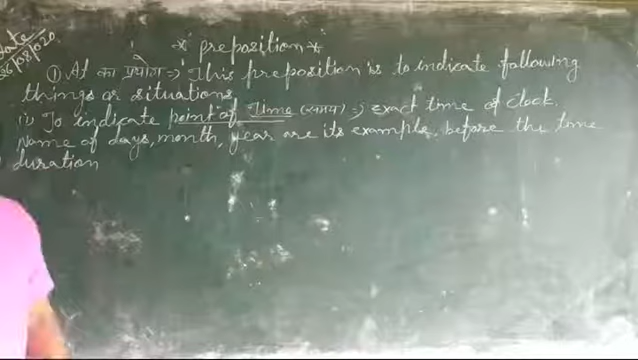 Date
06/08/020
* preposition *
① At का प्रयोग => This preposition is to indicate following
things or situations
(i) To indicate point of Time (समय) => exact time of clock.
Name of days, month, year are its example, before the time
duration